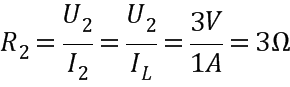 R₂ = U₂/I₂ = U₂/I_L = 3V/1A = 3Ω